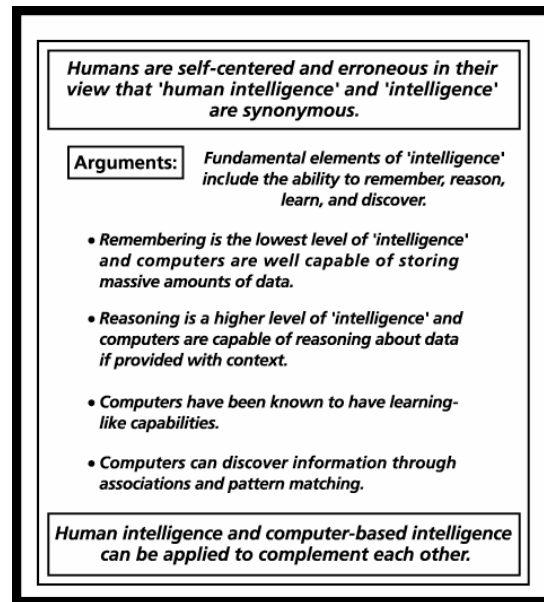 Humans are self-centered and erroneous in their
view that 'human intelligence' and 'intelligence'
are synonymous.
Arguments:
Fundamental elements of 'intelligence'
include the ability to remember, reason,
learn, and discover.
• Remembering is the lowest level of 'intelligence'
and computers are well capable of storing
massive amounts of data.
• Reasoning is a higher level of 'intelligence' and
computers are capable of reasoning about data
if provided with context.
• Computers have been known to have learning-
like capabilities.
• Computers can discover information through
associations and pattern matching.
Human intelligence and computer-based intelligence
can be applied to complement each other.